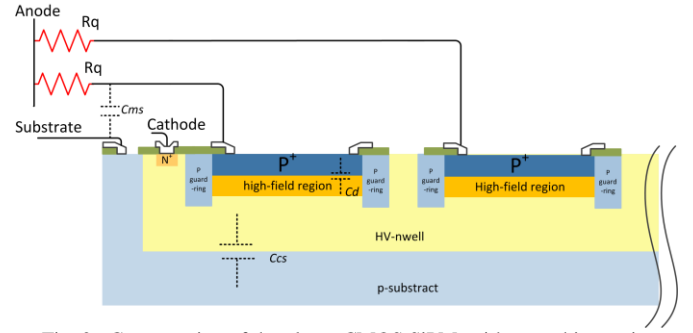 Anode
Rq
Rq
Cms
Substrate
Cathode
N+
P
guard
-ring
P+
high-field region
Cd
P
guard
-ring
P
guard
-ring
P+
High-field region
P
guard
-ring
HV-nwell
Ccs
p-substract